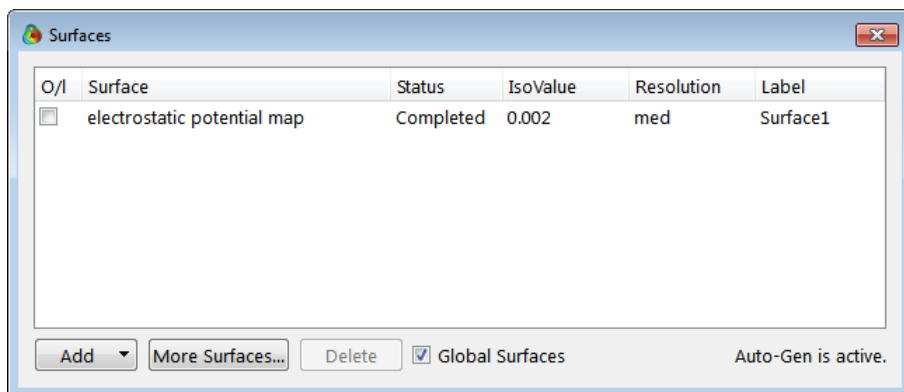 Surfaces
O/l Surface Status IsoValue Resolution Label
electrostatic potential map Completed 0.002 med Surface1
Add More Surfaces... Delete Global Surfaces Auto-Gen is active.